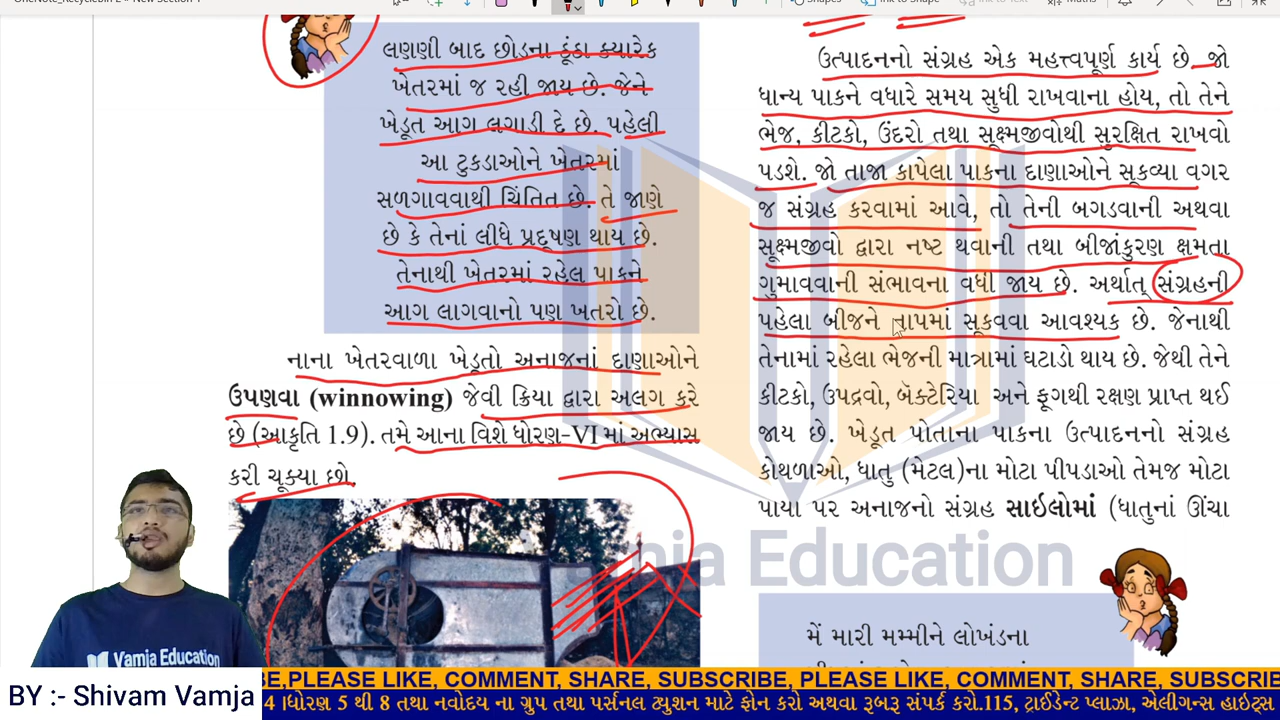 લણણી બાદ છોડના ઠૂંઠા ક્યારેક
ખેતરમાં જ રહી જાય છે. જેને
ખેડૂત આગ લગાડી દે છે. પહેલી
આ ટુકડાઓને ખેતરમાં
સળગાવવાથી ચિંતિત છે. તે જાણે
છે કે તેનાં લીધે પ્રદૂષણ થાય છે.
તેનાથી ખેતરમાં રહેલ પાકને
આગ લાગવાનો પણ ખતરો છે.
નાના ખેતરવાળા ખેડૂતો અનાજનાં દાણાઓને
ઉપણવા (winnowing) જેવી ક્રિયા દ્વારા અલગ કરે
છે (આકૃતિ 1.9). તમે આના વિશે ધોરણ-VI માં અભ્યાસ
કરી ચૂક્યા છો.
ઉત્પાદનનો સંગ્રહ એક મહત્ત્વપૂર્ણ કાર્ય છે. જો
ધાન્ય પાકને વધારે સમય સુધી રાખવાના હોય, તો તેને
ભેજ, કીટકો, ઉંદરો તથા સૂક્ષ્મજીવોથી સુરક્ષિત રાખવો
પડશે. જો તાજા કાપેલા પાકના દાણાઓને સૂકવ્યા વગર
જ સંગ્રહ કરવામાં આવે, તો તેની બગડવાની અથવા
સૂક્ષ્મજીવો દ્વારા નષ્ટ થવાની તથા બીજાંકુરણ ક્ષમતા
ગુમાવવાની સંભાવના વધી જાય છે. અર્થાત્ સંગ્રહની
પહેલા બીજને તાપમાં સૂકવવા આવશ્યક છે. જેનાથી
તેનામાં રહેલા ભેજની માત્રામાં ઘટાડો થાય છે. જેથી તેને
કીટકો, ઉપદ્રવો, બૅક્ટેરિયા અને ફૂગથી રક્ષણ પ્રાપ્ત થઈ
જાય છે. ખેડૂત પોતાના પાકના ઉત્પાદનનો સંગ્રહ
કોથળાઓ, ધાતુ (મેટલ)ના મોટા પીપડાઓ તેમજ મોટા
પાયા પર અનાજનો સંગ્રહ સાઇલોમાં (ધાતુનાં ઊંચા
Education
મેં મારી મમ્મીને લોખંડના
Vamja Education
BY :- Shivam Vamja
BE,PLEASE LIKE, COMMENT, SHARE, SUBSCRIBE, PLEASE LIKE, COMMENT, SHARE, SUBSCRIBE
4 ।ધોરણ 5 થી 8 તથા નવોદય ના ગ્રુપ તથા પર્સનલ ટ્યુશન માટે ફોન કરો અથવા રૂબરૂ સંપર્ક કરો.115, ટ્રાઈડેન્ટ પ્લાઝા, એલીગન્સ હાઇટ્સ